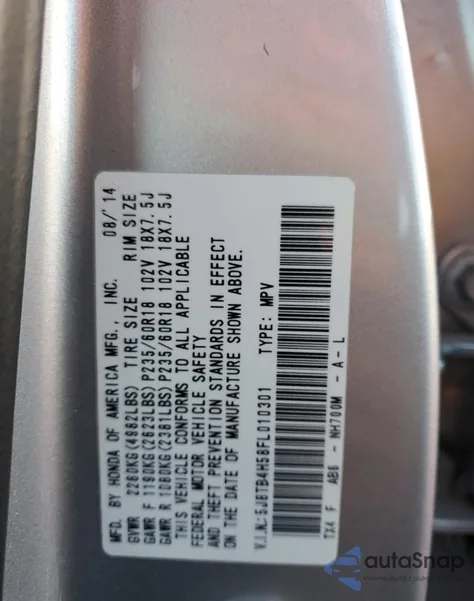 MFD. BY HONDA OF AMERICA MFG., INC. 08/'14
GVWR 2260KG(4982LBS) TIRE SIZE RIM SIZE
GAWR F 1190KG(2623LBS) P235/60R18 102V 18X7.5J
GAWR R 1080KG(2381LBS) P235/60R18 102V 18X7.5J
THIS VEHICLE CONFORMS TO ALL APPLICABLE
FEDERAL MOTOR VEHICLE SAFETY
AND THEFT PREVENTION STANDARDS IN EFFECT
ON THE DATE OF MANUFACTURE SHOWN ABOVE.
V.I.N.:5J8TB4H58FL010301 TYPE: MPV
TX4 F AB6 - NH700M - A - L
autoSnap